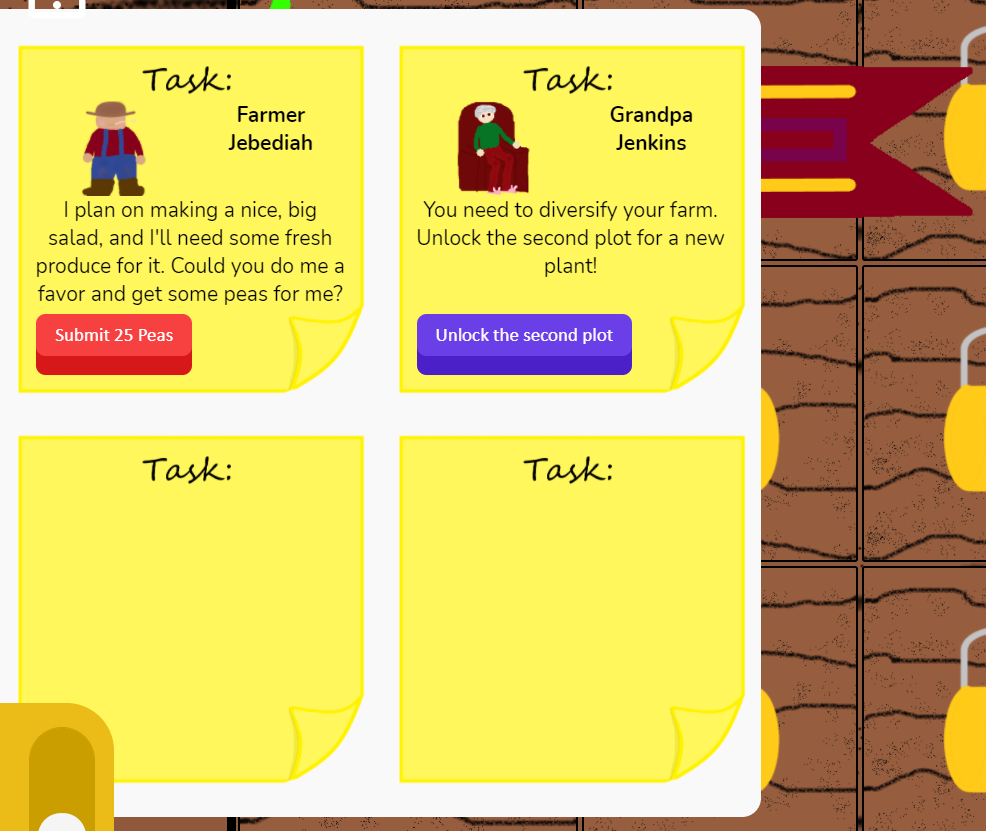 Task:
Farmer
Jebediah
I plan on making a nice, big
salad, and I'll need some fresh
produce for it. Could you do me a
favor and get some peas for me?
Submit 25 Peas
Task:
Grandpa
Jenkins
You need to diversify your farm.
Unlock the second plot for a new
plant!
Unlock the second plot
Task:
Task: